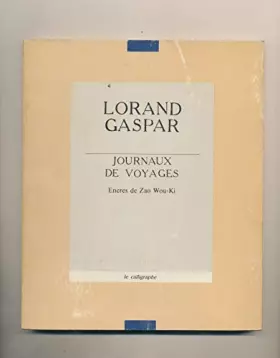 LORAND
GASPAR
JOURNAUX
DE VOYAGES
Encres de Zao Wou-Ki
le calligraphe